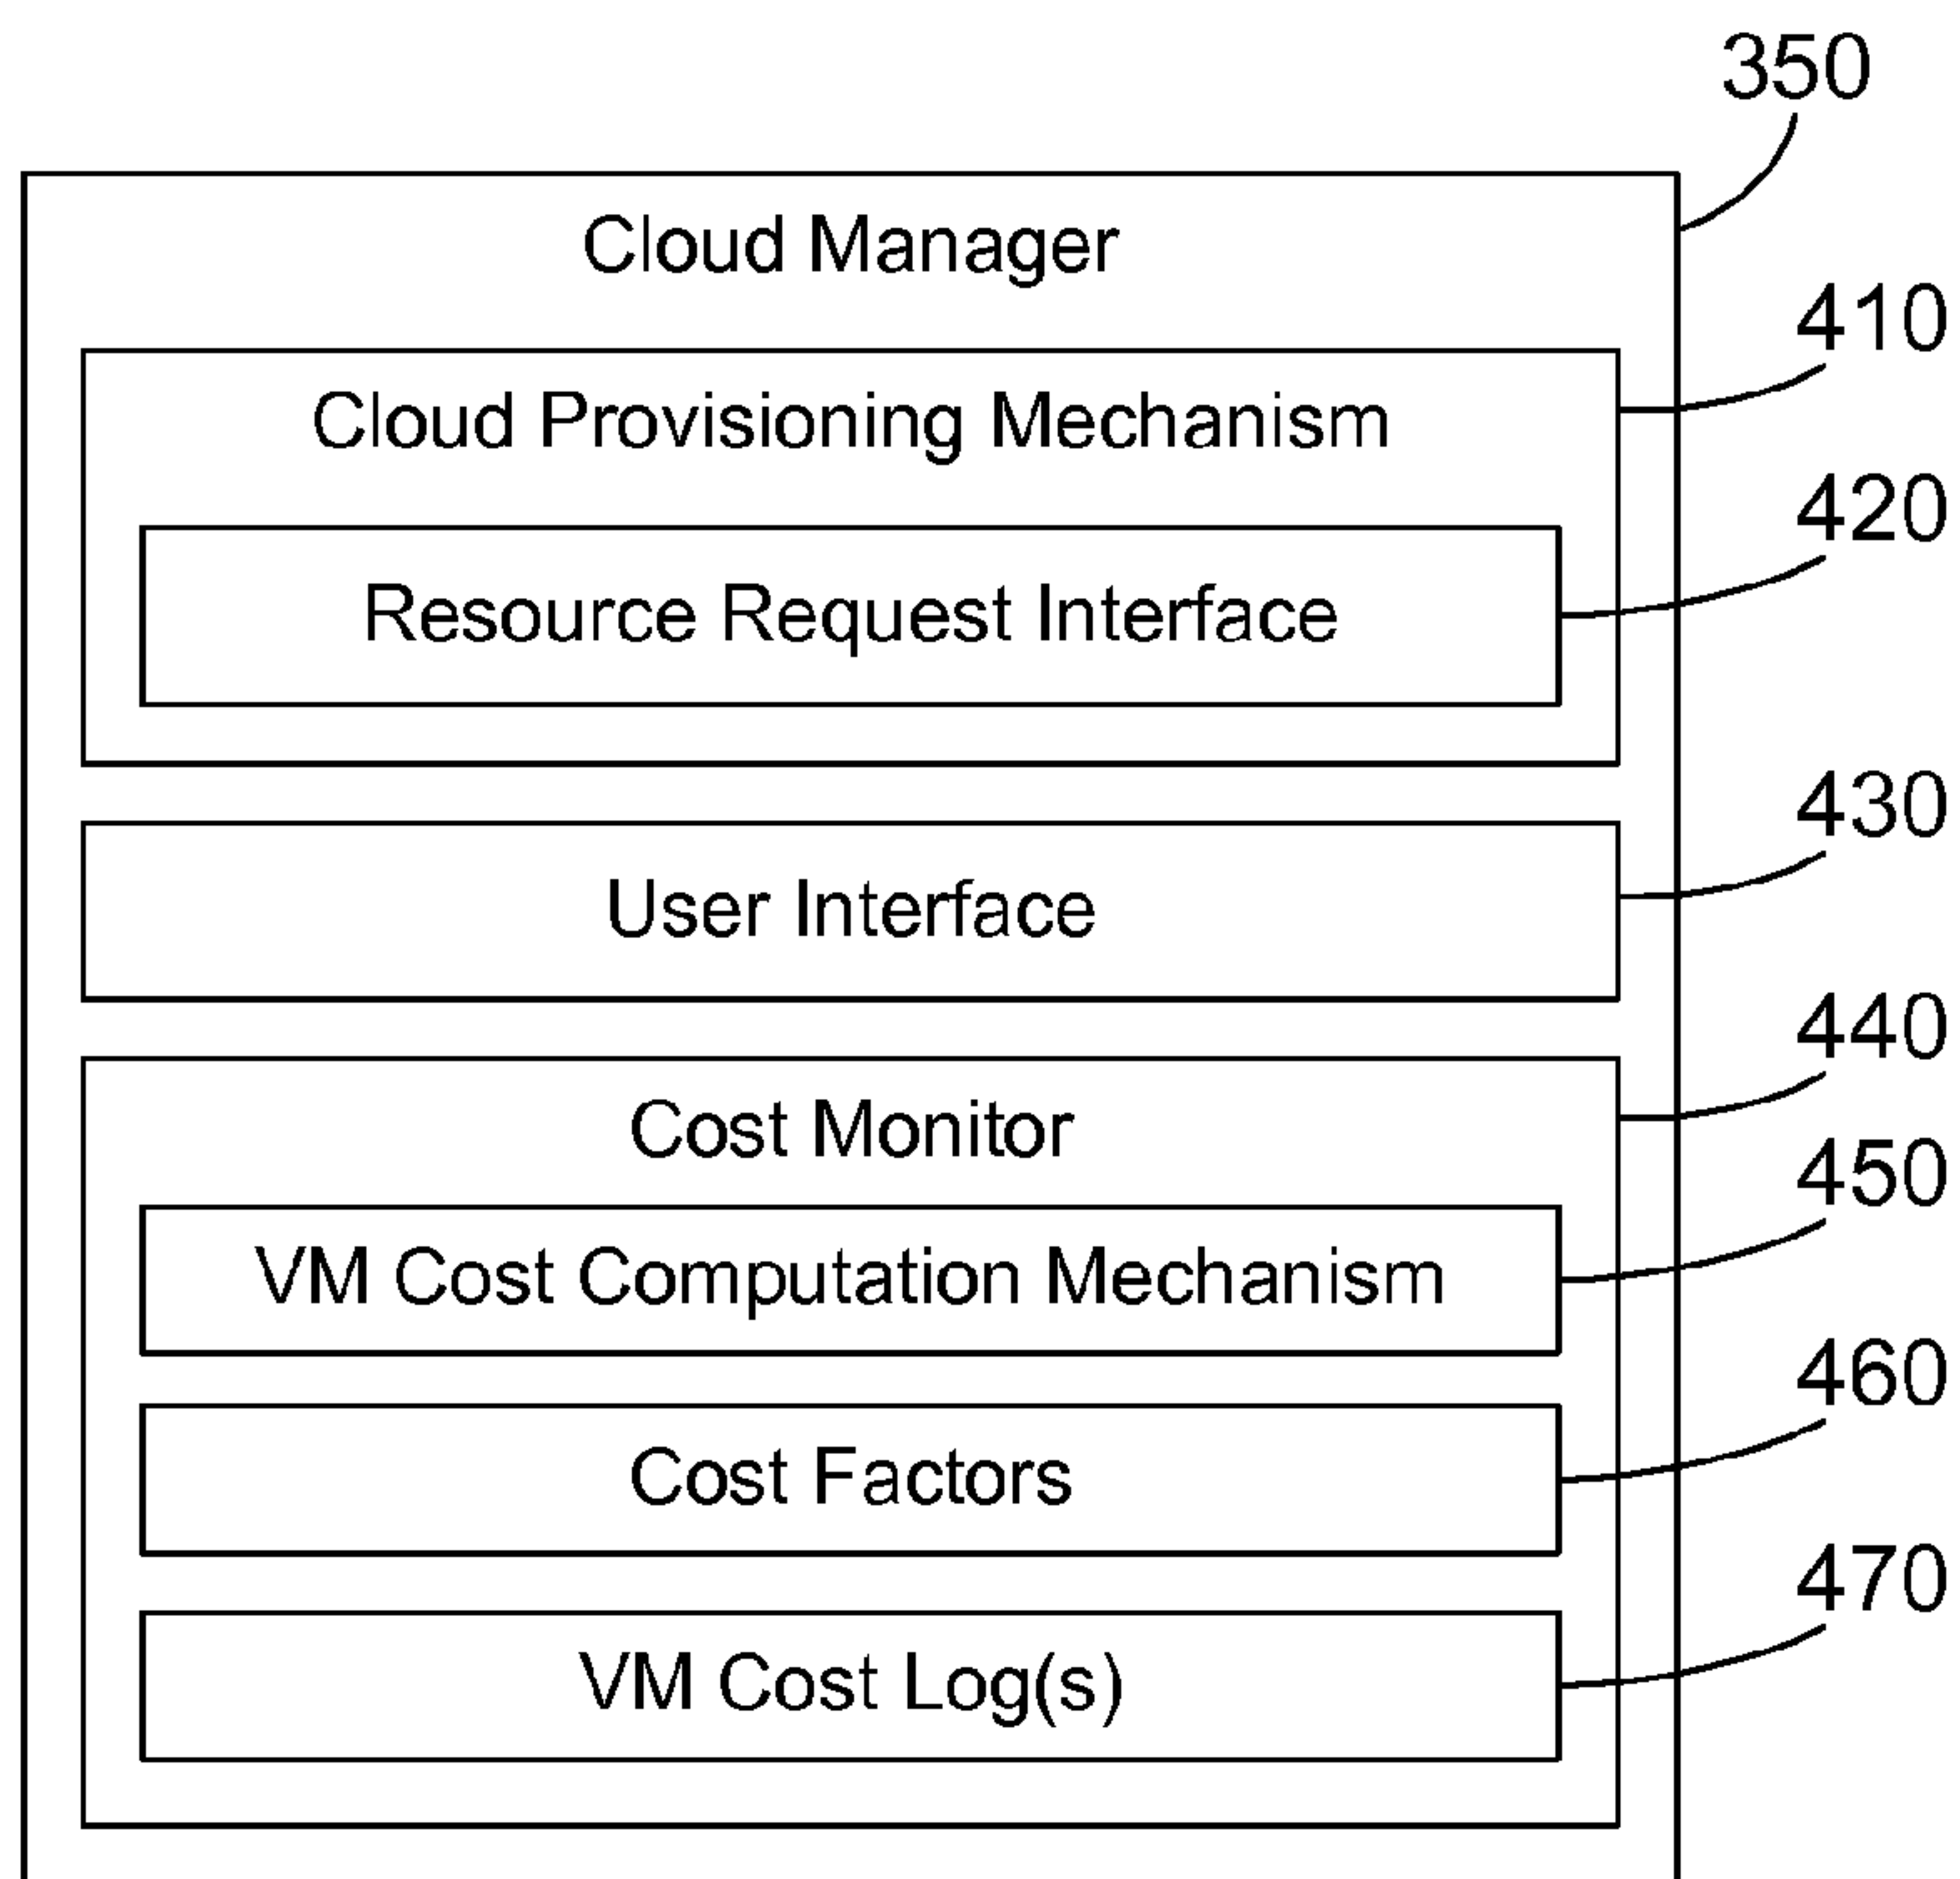 350
Cloud Manager
410
Cloud Provisioning Mechanism
420
Resource Request Interface
430
User Interface
440
Cost Monitor
450
VM Cost Computation Mechanism
460
Cost Factors
470
VM Cost Log(s)